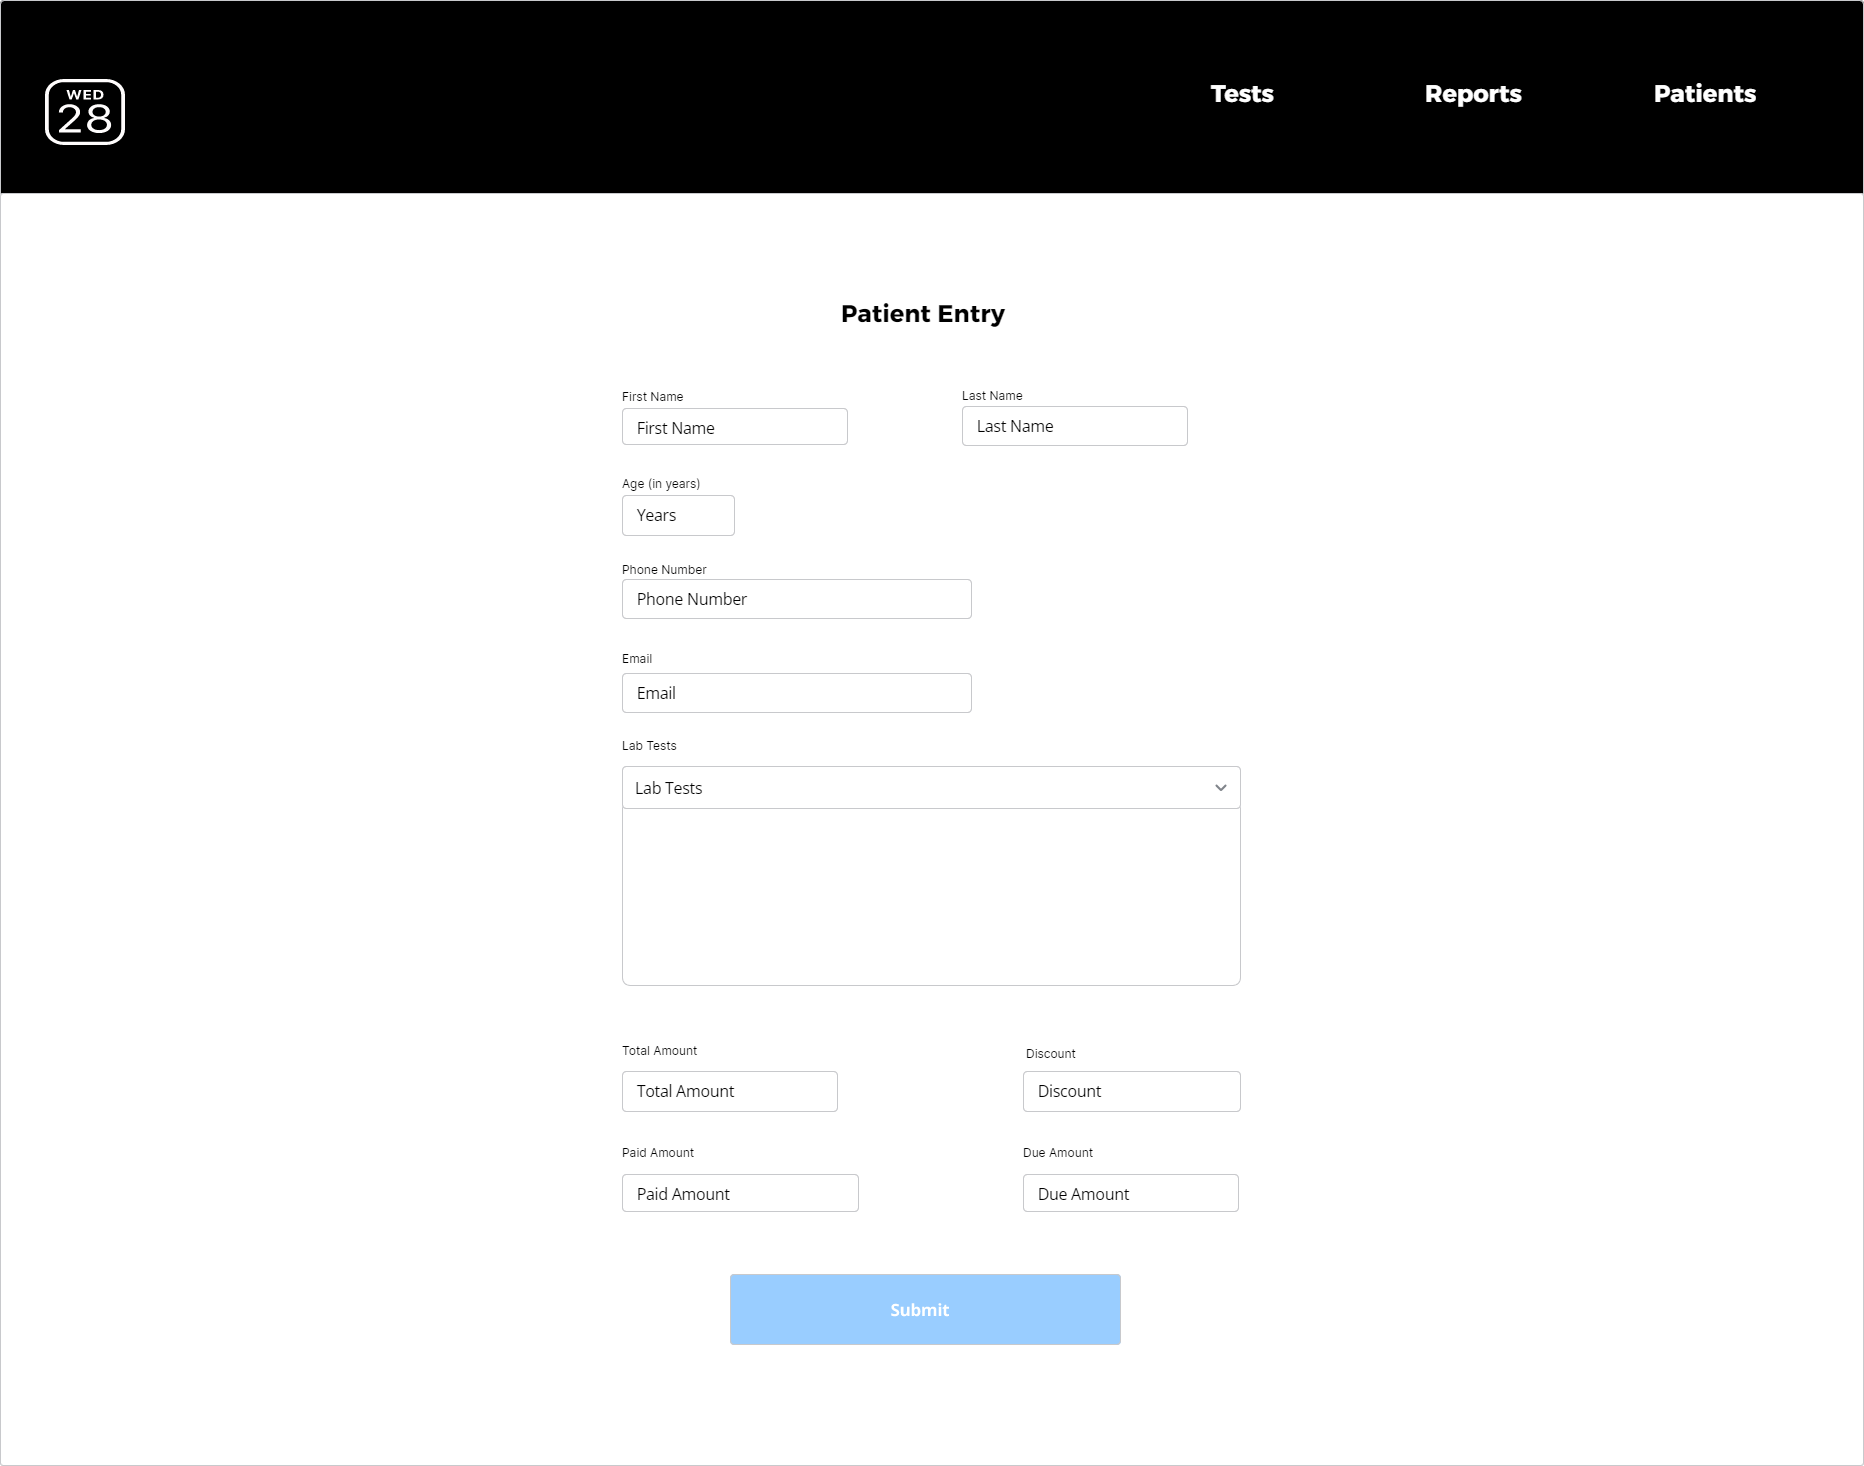 WED
28
Tests Reports Patients
Patient Entry
First Name Last Name
First Name Last Name
Age (in years)
Years
Phone Number
Phone Number
Email
Email
Lab Tests
Lab Tests
Total Amount Discount
Total Amount Discount
Paid Amount Due Amount
Paid Amount Due Amount
Submit